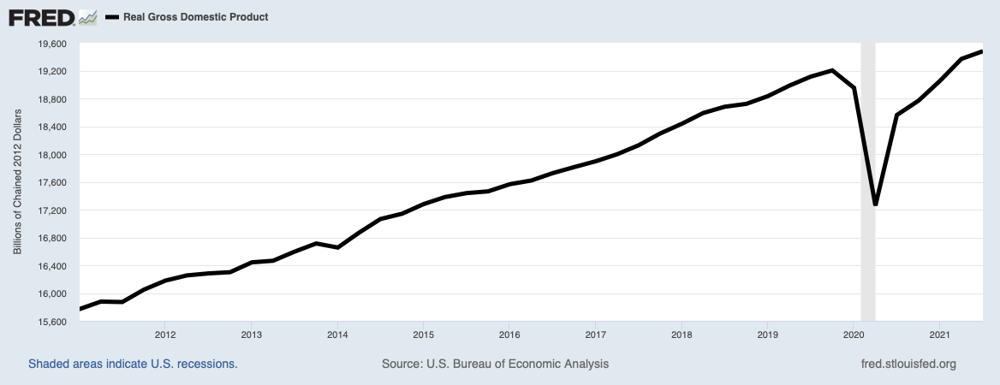 FRED Real Gross Domestic Product
Billions of Chained 2012 Dollars
19,600
19,200
18,800
18,400
18,000
17,600
17,200
16,800
16,400
16,000
15,600
2012 2013 2014 2015 2016 2017 2018 2019 2020 2021
Shaded areas indicate U.S. recessions. Source: U.S. Bureau of Economic Analysis fred.stlouisfed.org